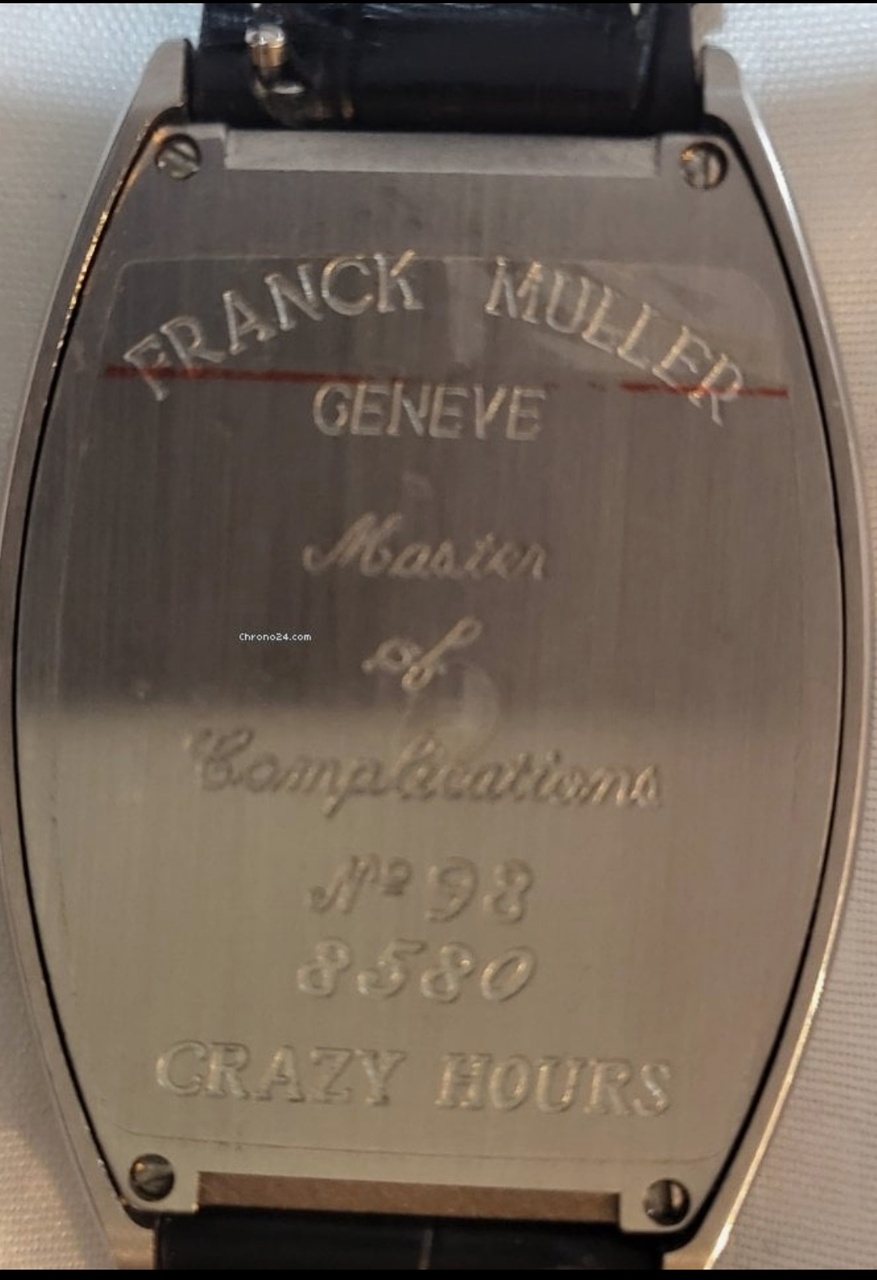 FRANCK MULLER
GENEVE
Master
of
Chrono24.com
Complications
Nº 98
8580
CRAZY HOURS